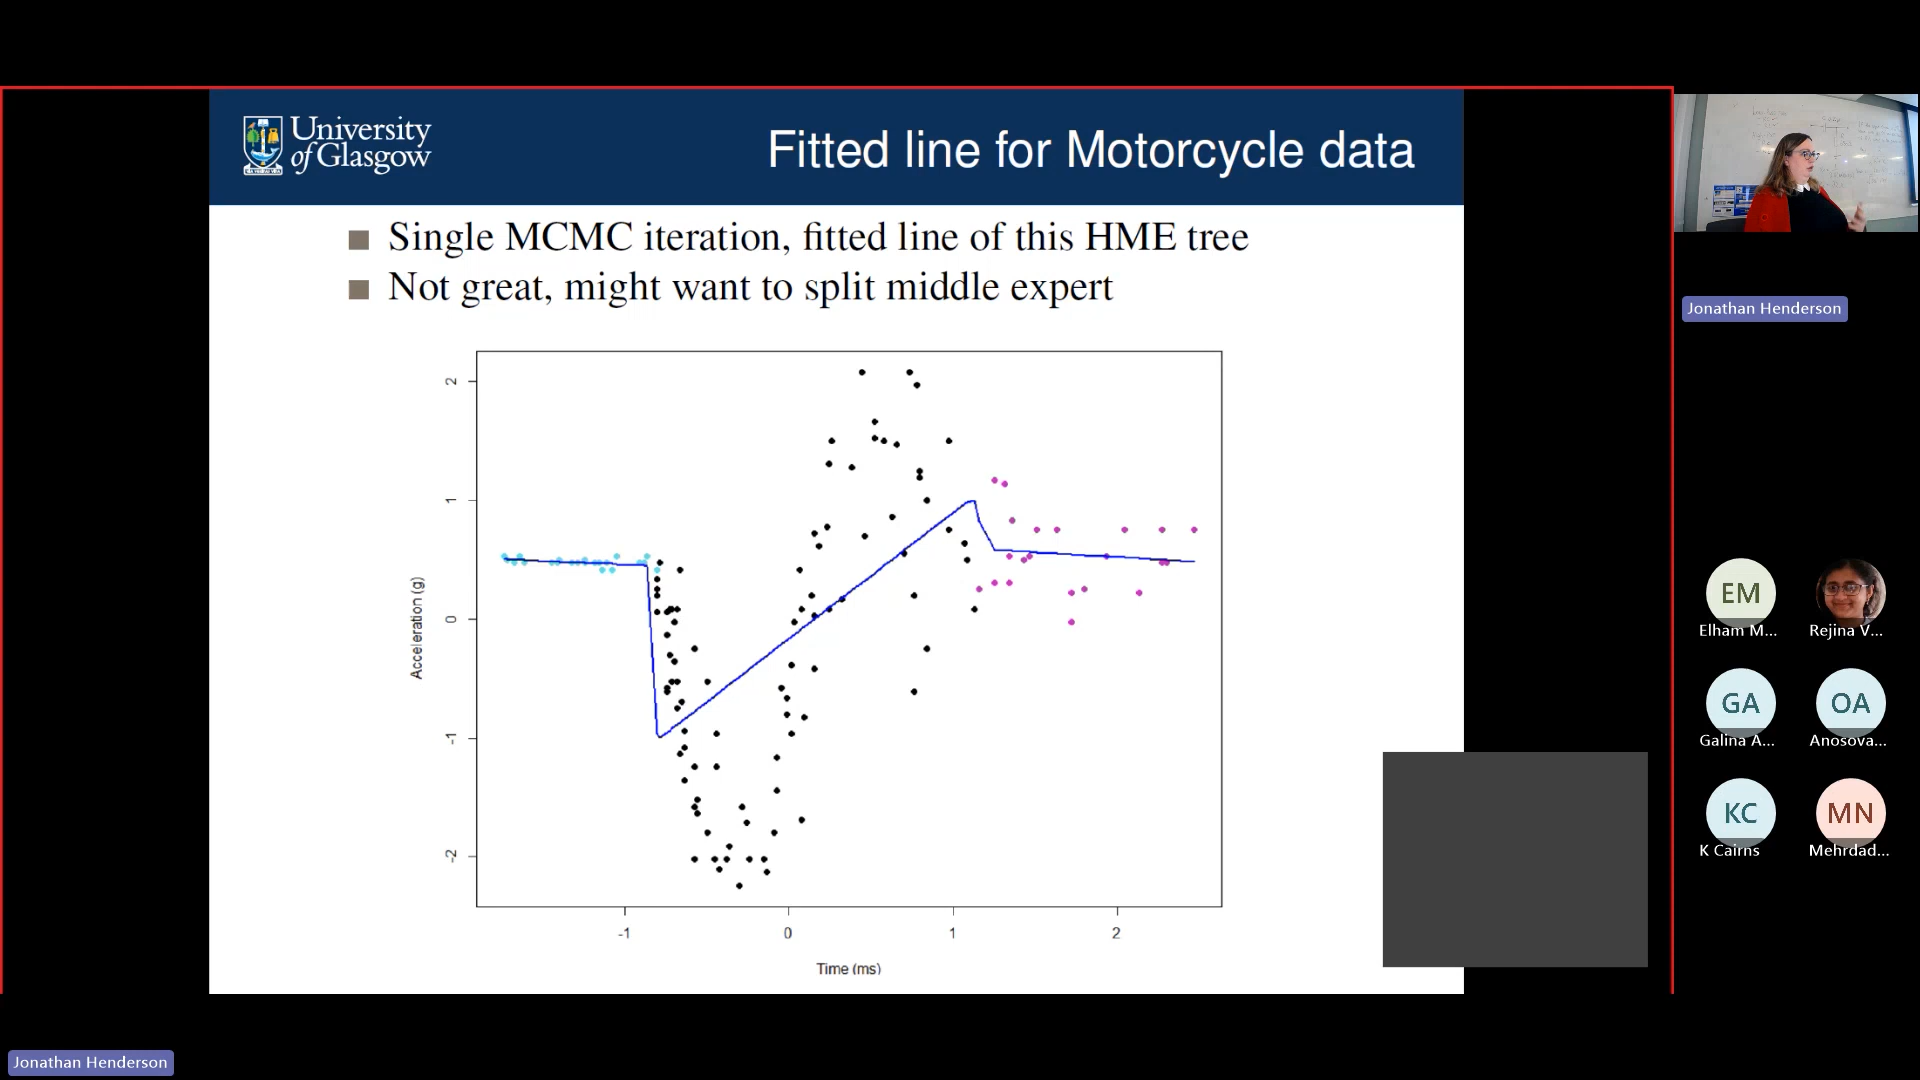 University
of Glasgow
Fitted line for Motorcycle data
Single MCMC iteration, fitted line of this HME tree
Not great, might want to split middle expert
2
1
0
-1
-2
Acceleration (g)
-1
0
1
2
Time (ms)
Jonathan Henderson
EM
Elham M...
Rejina V...
GA
Galina A...
OA
Anosova...
KC
K Cairns
MN
Mehrdad...
Jonathan Henderson